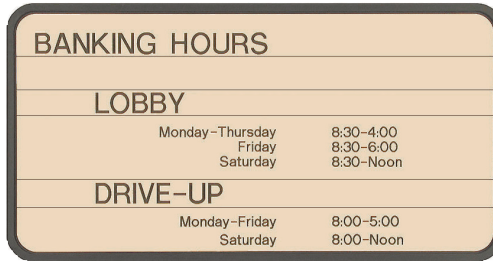 BANKING HOURS
LOBBY
Monday-Thursday 8:30-4:00
Friday 8:30-6:00
Saturday 8:30-Noon
DRIVE-UP
Monday-Friday 8:00-5:00
Saturday 8:00-Noon